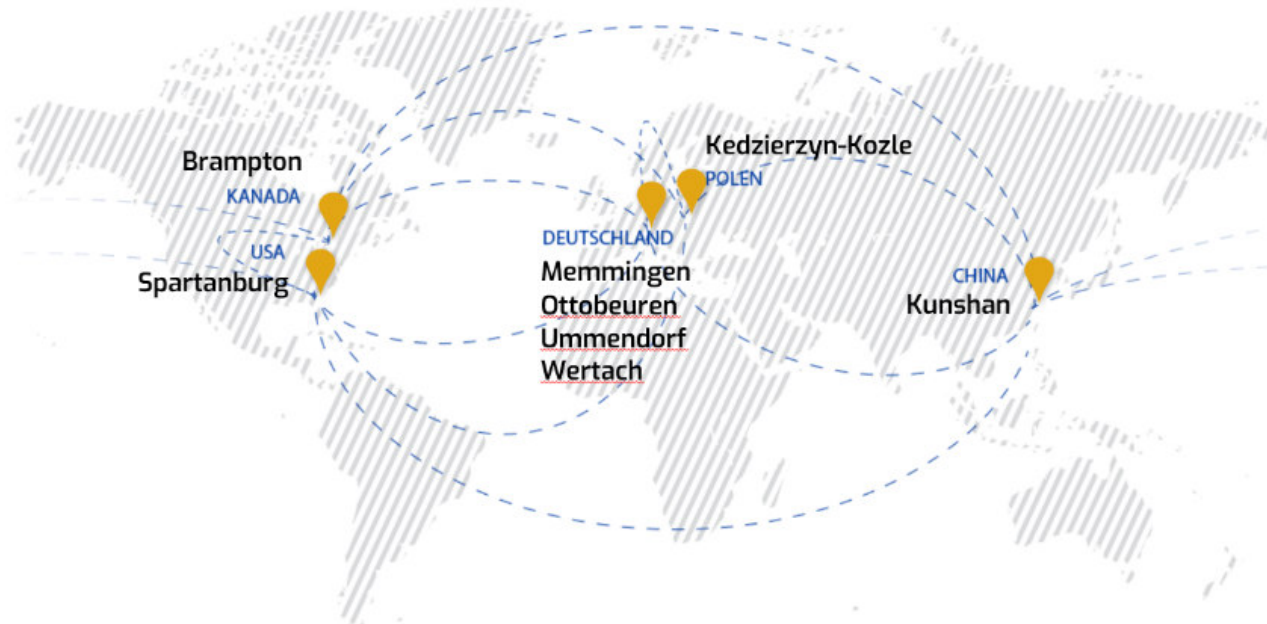 Brampton
KANADA
USA
Spartanburg
Kedzierzyn-Kozle
POLEN
DEUTSCHLAND
Memmingen
Ottobeuren
Ummendorf
Wertach
CHINA
Kunshan